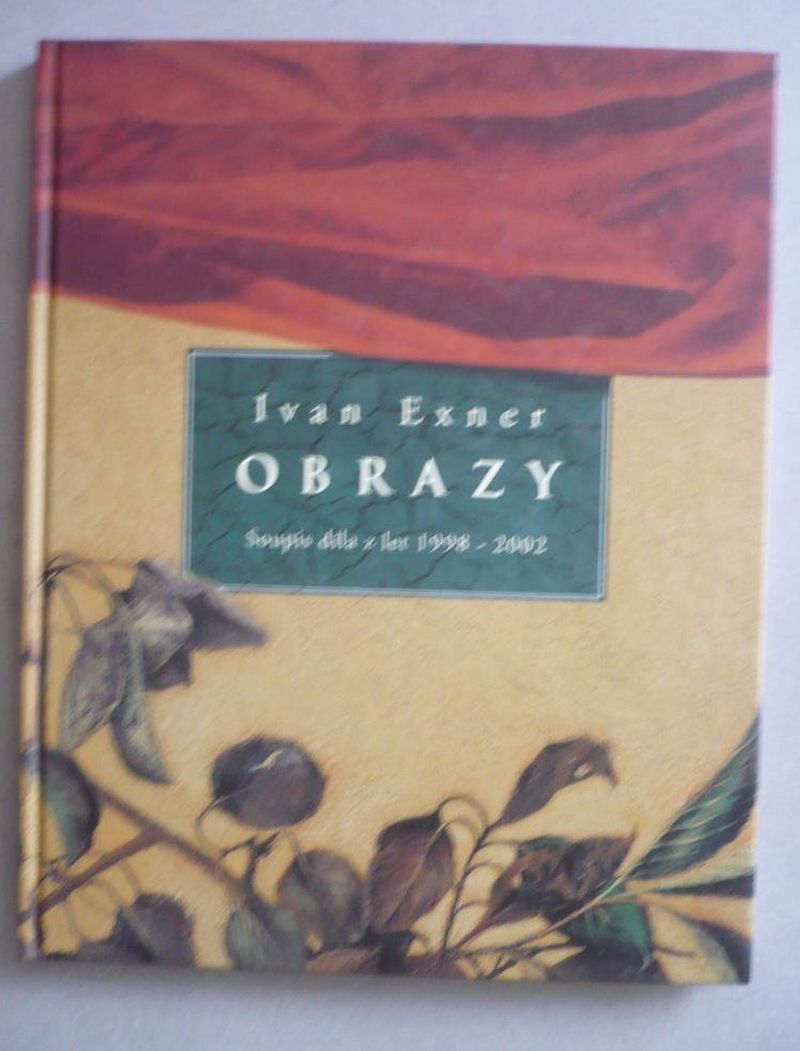 Ivan Exner
OBRAZY
Soupis díla z let 1998 - 2002